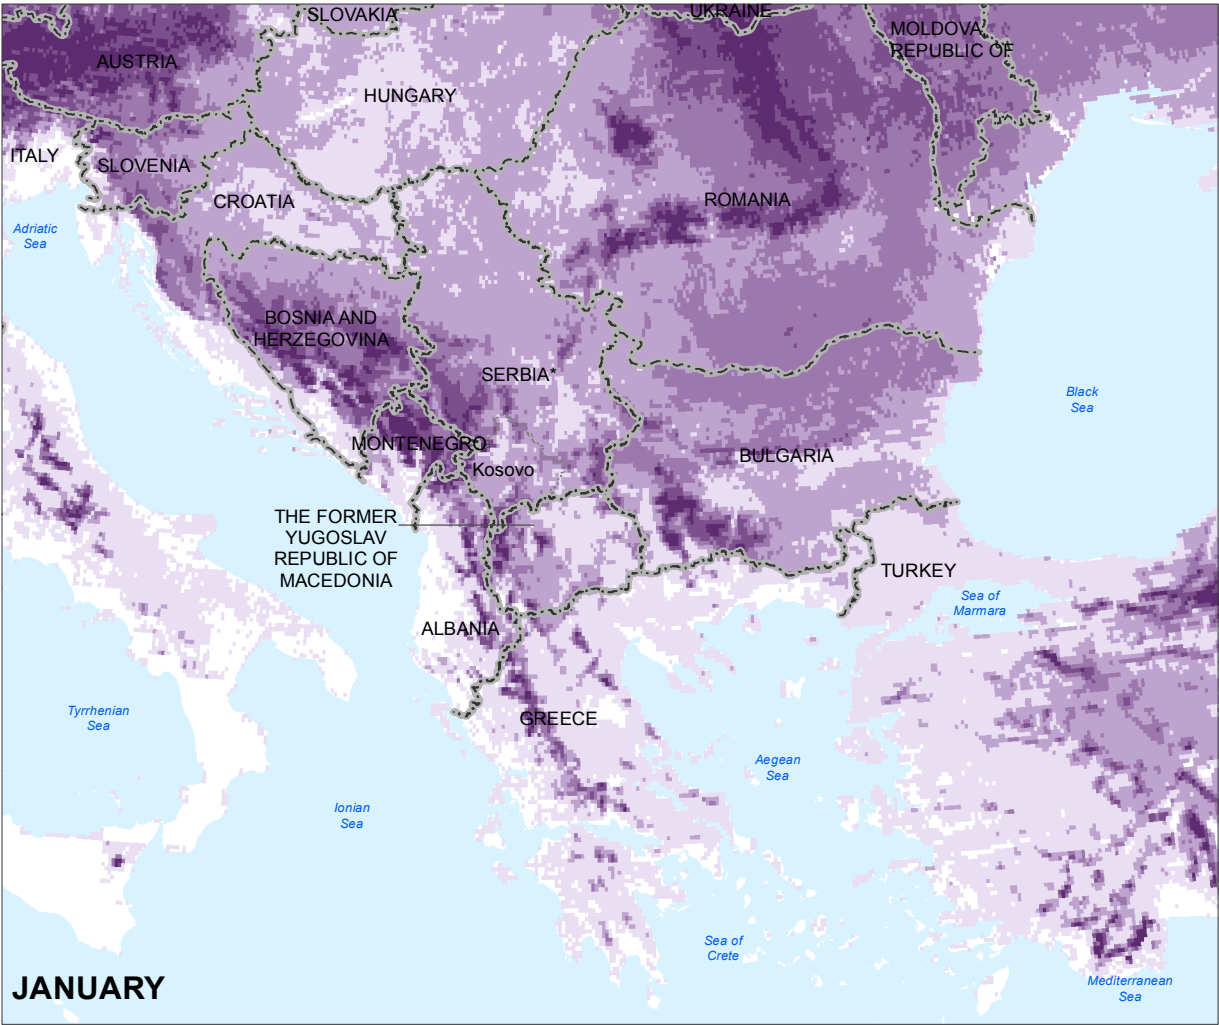 SLOVAKIA
UKRAINE
MOLDOVA,
REPUBLIC OF
AUSTRIA
HUNGARY
ITALY
SLOVENIA
CROATIA
ROMANIA
Adriatic
Sea
BOSNIA AND
HERZEGOVINA
SERBIA*
Black
Sea
MONTENEGRO
Kosovo
BULGARIA
THE FORMER
YUGOSLAV
REPUBLIC OF
MACEDONIA
TURKEY
Sea of
Marmara
ALBANIA
Tyrrhenian
Sea
GREECE
Aegean
Sea
Ionian
Sea
Sea of
Crete
JANUARY
Mediterranean
Sea